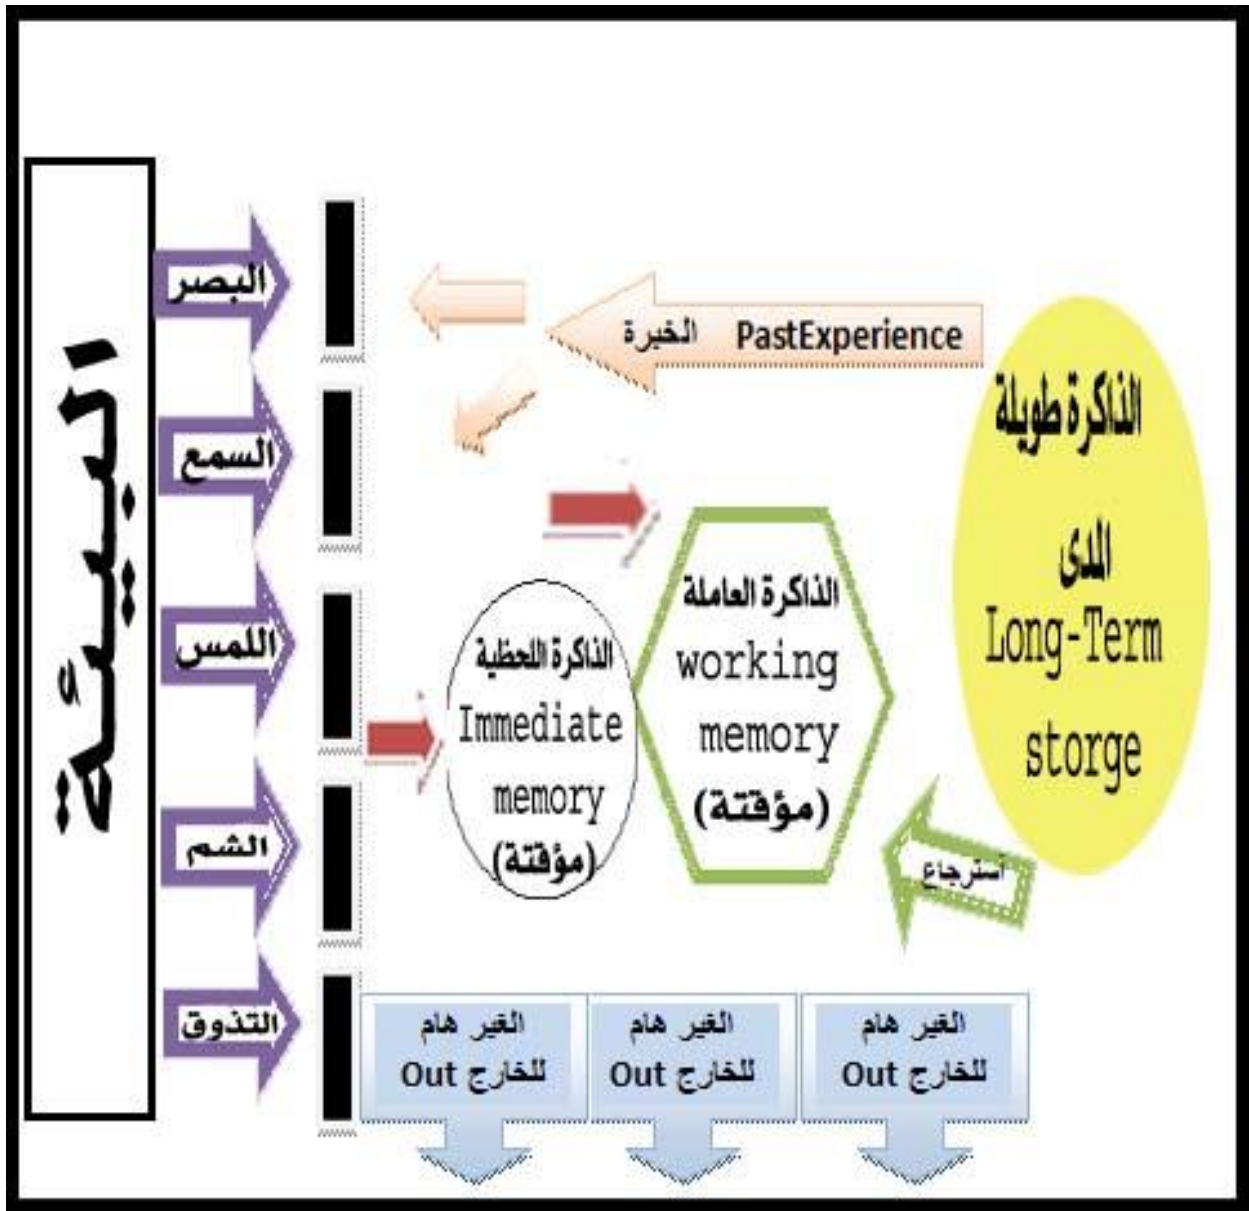 البيئة
البصر
السمع
اللمس
الشم
التذوق
الخبرة PastExperience
الذاكرة طويلة
المدى
Long-Term
storge
الذاكرة العاملة
working
memory
(مؤقتة)
الذاكرة اللحظية
Immediate
memory
(مؤقتة)
أسترجاع
الغير هام
للخارج Out
الغير هام
للخارج Out
الغير هام
للخارج Out